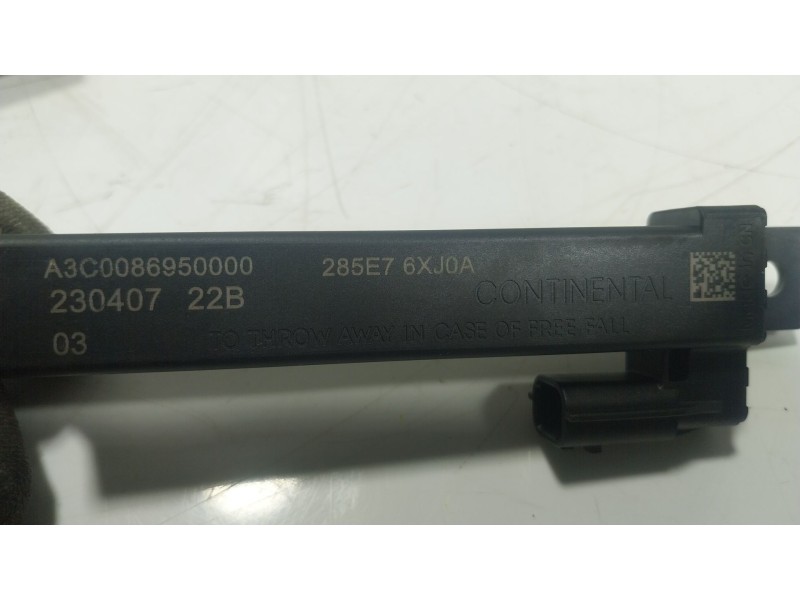 A3C0086950000 285E7 6XJ0A
230407 22B CONTINENTAL
03 TO THROW AWAY IN CASE OF FREE FALL